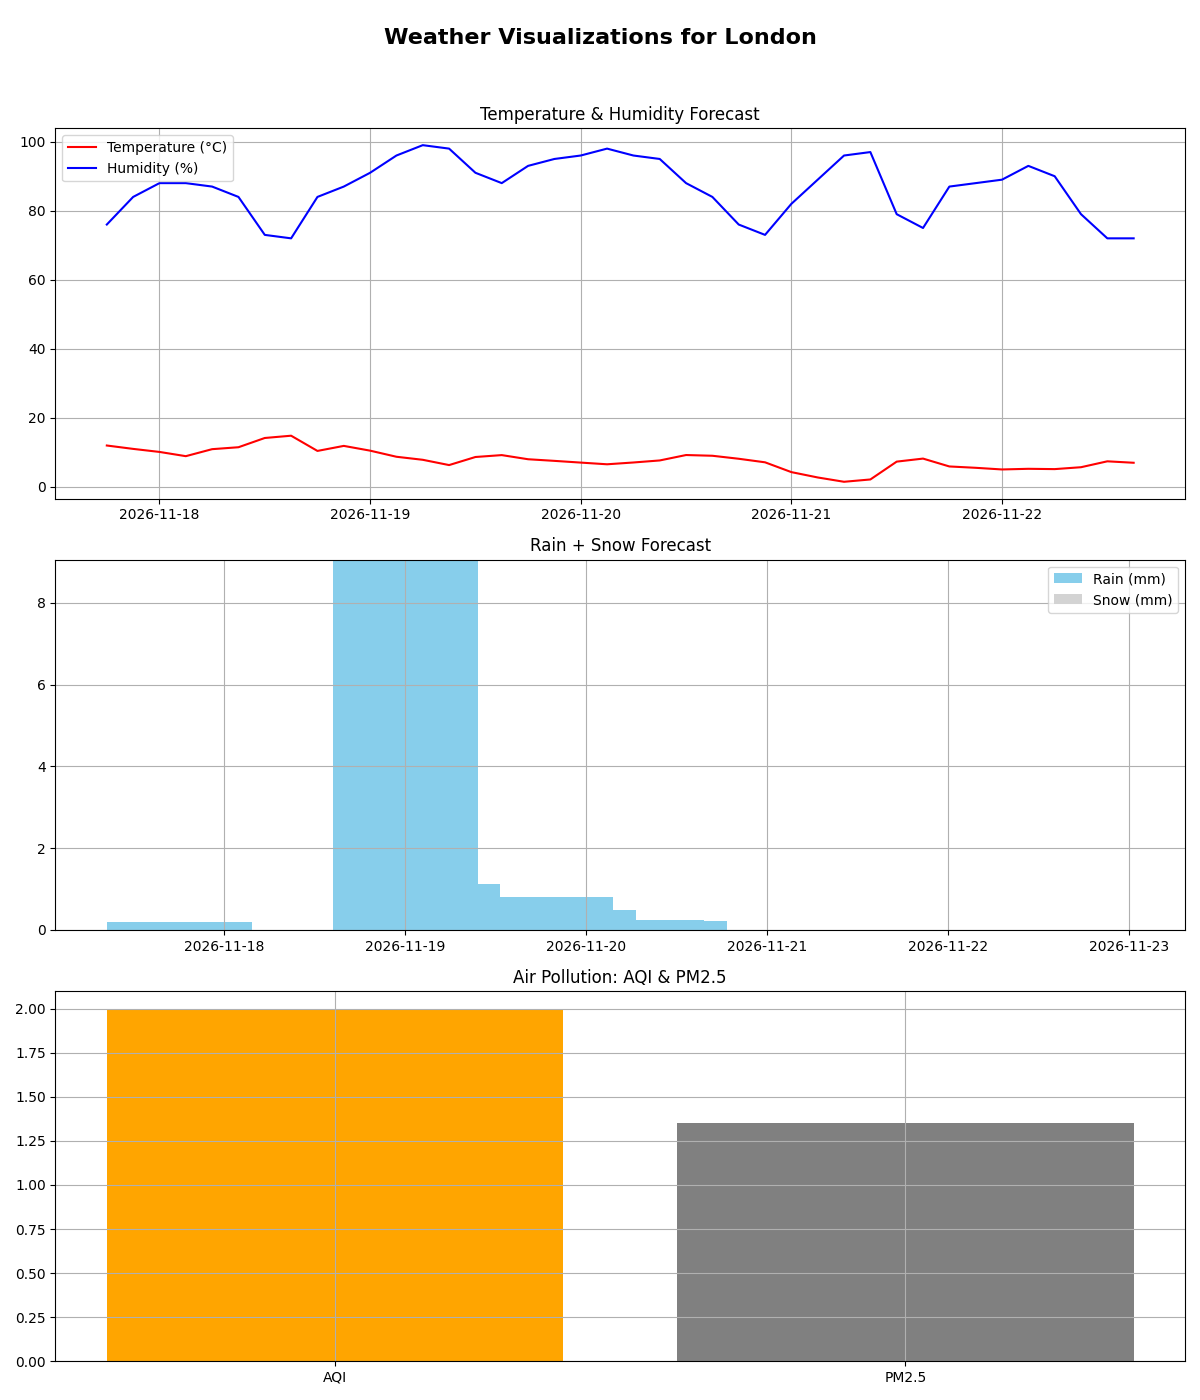 Weather Visualizations for London
Temperature & Humidity Forecast
Temperature (°C)
Humidity (%)
100
80
60
40
20
0
2026-11-18 2026-11-19 2026-11-20 2026-11-21 2026-11-22
Rain + Snow Forecast
Rain (mm)
Snow (mm)
8
6
4
2
0
2026-11-18 2026-11-19 2026-11-20 2026-11-21 2026-11-22 2026-11-23
Air Pollution: AQI & PM2.5
2.00
1.75
1.50
1.25
1.00
0.75
0.50
0.25
0.00
AQI PM2.5